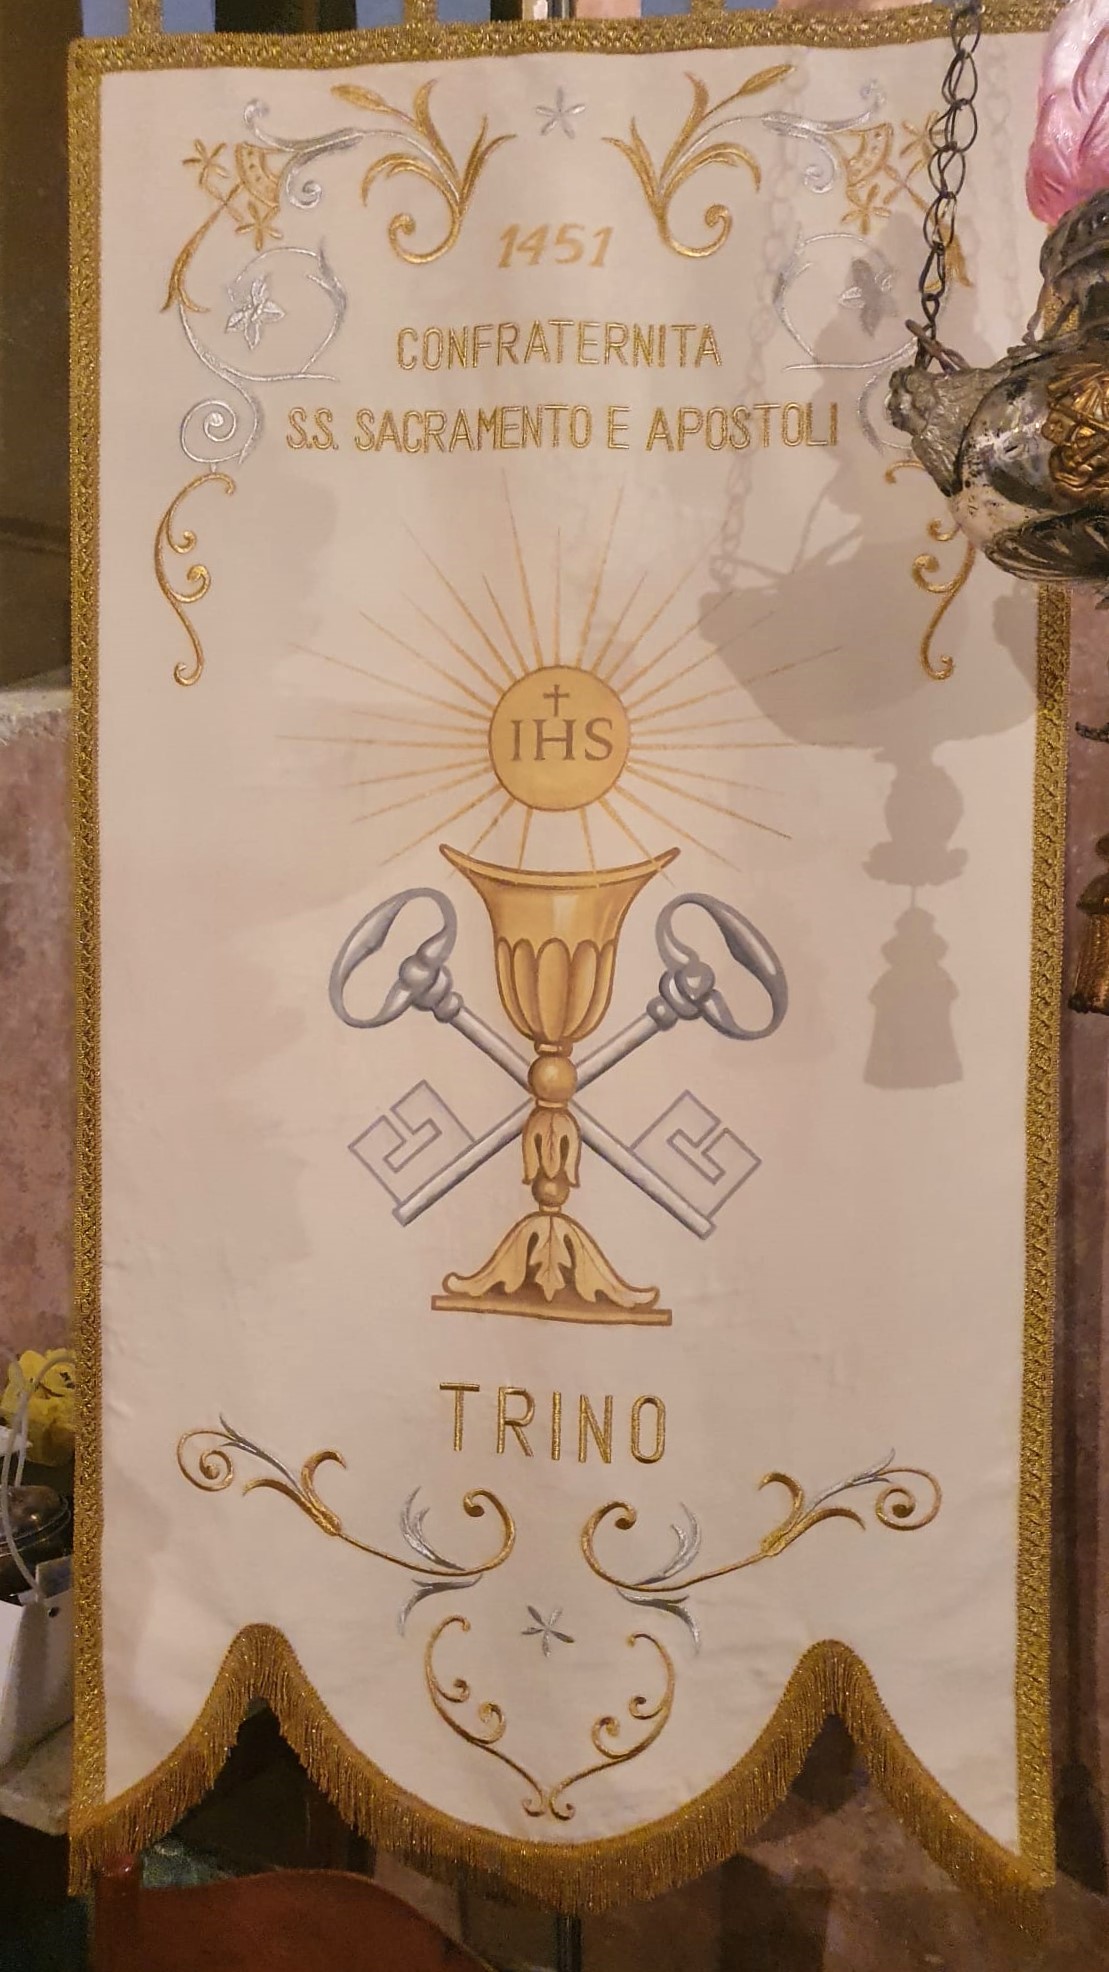 1451
CONFRATERNITA
S.S. SACRAMENTO E APOSTOLI
IHS
TRINO